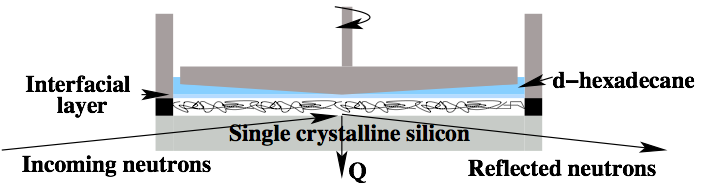 Interfacial
layer
d−hexadecane
Single crystalline silicon
Incoming neutrons
Q
Reflected neutrons